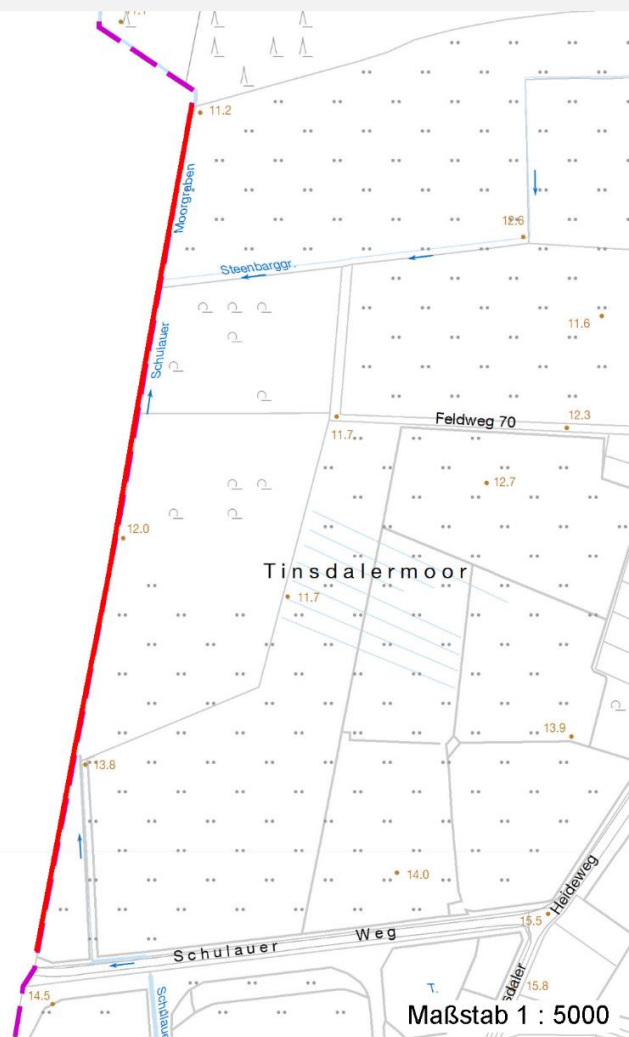 11.2
Moorgraben
12.6
Steenbarggr.
11.6
Schulauer
11.7
Feldweg 70
12.3
12.7
12.0
Tinsdalermoor
11.7
13.9
13.8
14.0
Heideweg
15.5
Schulauer Weg
14.5
T.
15.8
Maßstab 1 : 5000